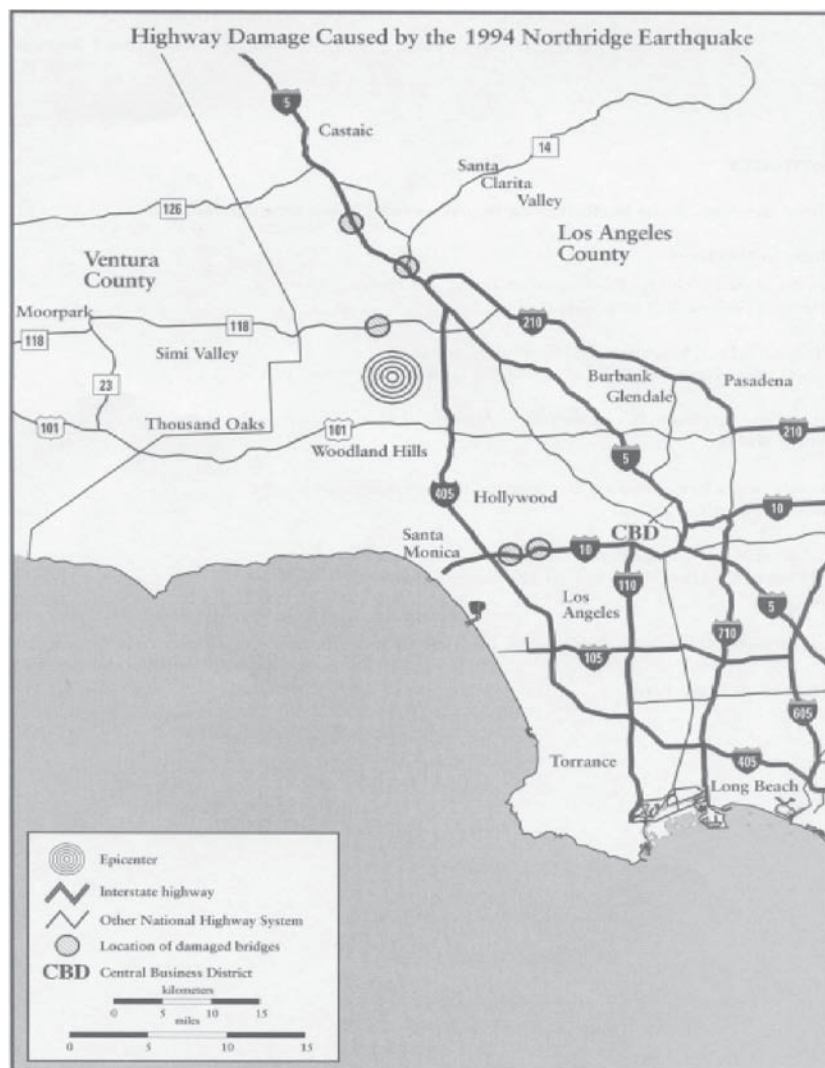 Highway Damage Caused by the 1994 Northridge Earthquake
5
Castaic
14
Santa
Clarita
Valley
126
Los Angeles
County
Ventura
County
Moorpark
118
118
Simi Valley
210
23
Burbank
Glendale
Pasadena
101
Thousand Oaks
101
Woodland Hills
210
5
405
Hollywood
10
Santa
Monica
10
CBD
110
Los
Angeles
5
710
105
605
Torrance
405
Long Beach
Epicenter
Interstate highway
Other National Highway System
Location of damaged bridges
CBD Central Business District
kilometers
0 5 10 15
miles
0 5 10 15